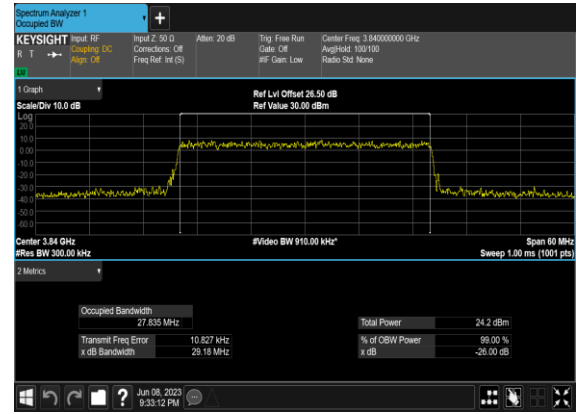 Spectrum Analyzer 1
Occupied BW
KEYSIGHT Input: RF Input Z: 50 Ω Atten: 20 dB Trig: Free Run Center Freq: 3.840000000 GHz
R T Coupling: DC Corrections: Off Gate: Off Avg|Hold: 100/100
Align: Off Freq Ref: Int (S) #IF Gain: Low Radio Std: None
1 Graph
Ref Lvl Offset 26.50 dB
Scale/Div 10.0 dB Ref Value 30.00 dBm
Log
20.0
10.0
0.00
-10.0
-20.0
-30.0
-40.0
-50.0
-60.0
Center 3.84 GHz #Video BW 910.00 kHz* Span 60 MHz
#Res BW 300.00 kHz Sweep 1.00 ms (1001 pts)
2 Metrics
Occupied Bandwidth
27.835 MHz Total Power 24.2 dBm
Transmit Freq Error 10.827 kHz % of OBW Power 99.00 %
x dB Bandwidth 29.18 MHz x dB -26.00 dB
? Jun 08, 2023
9:33:12 PM